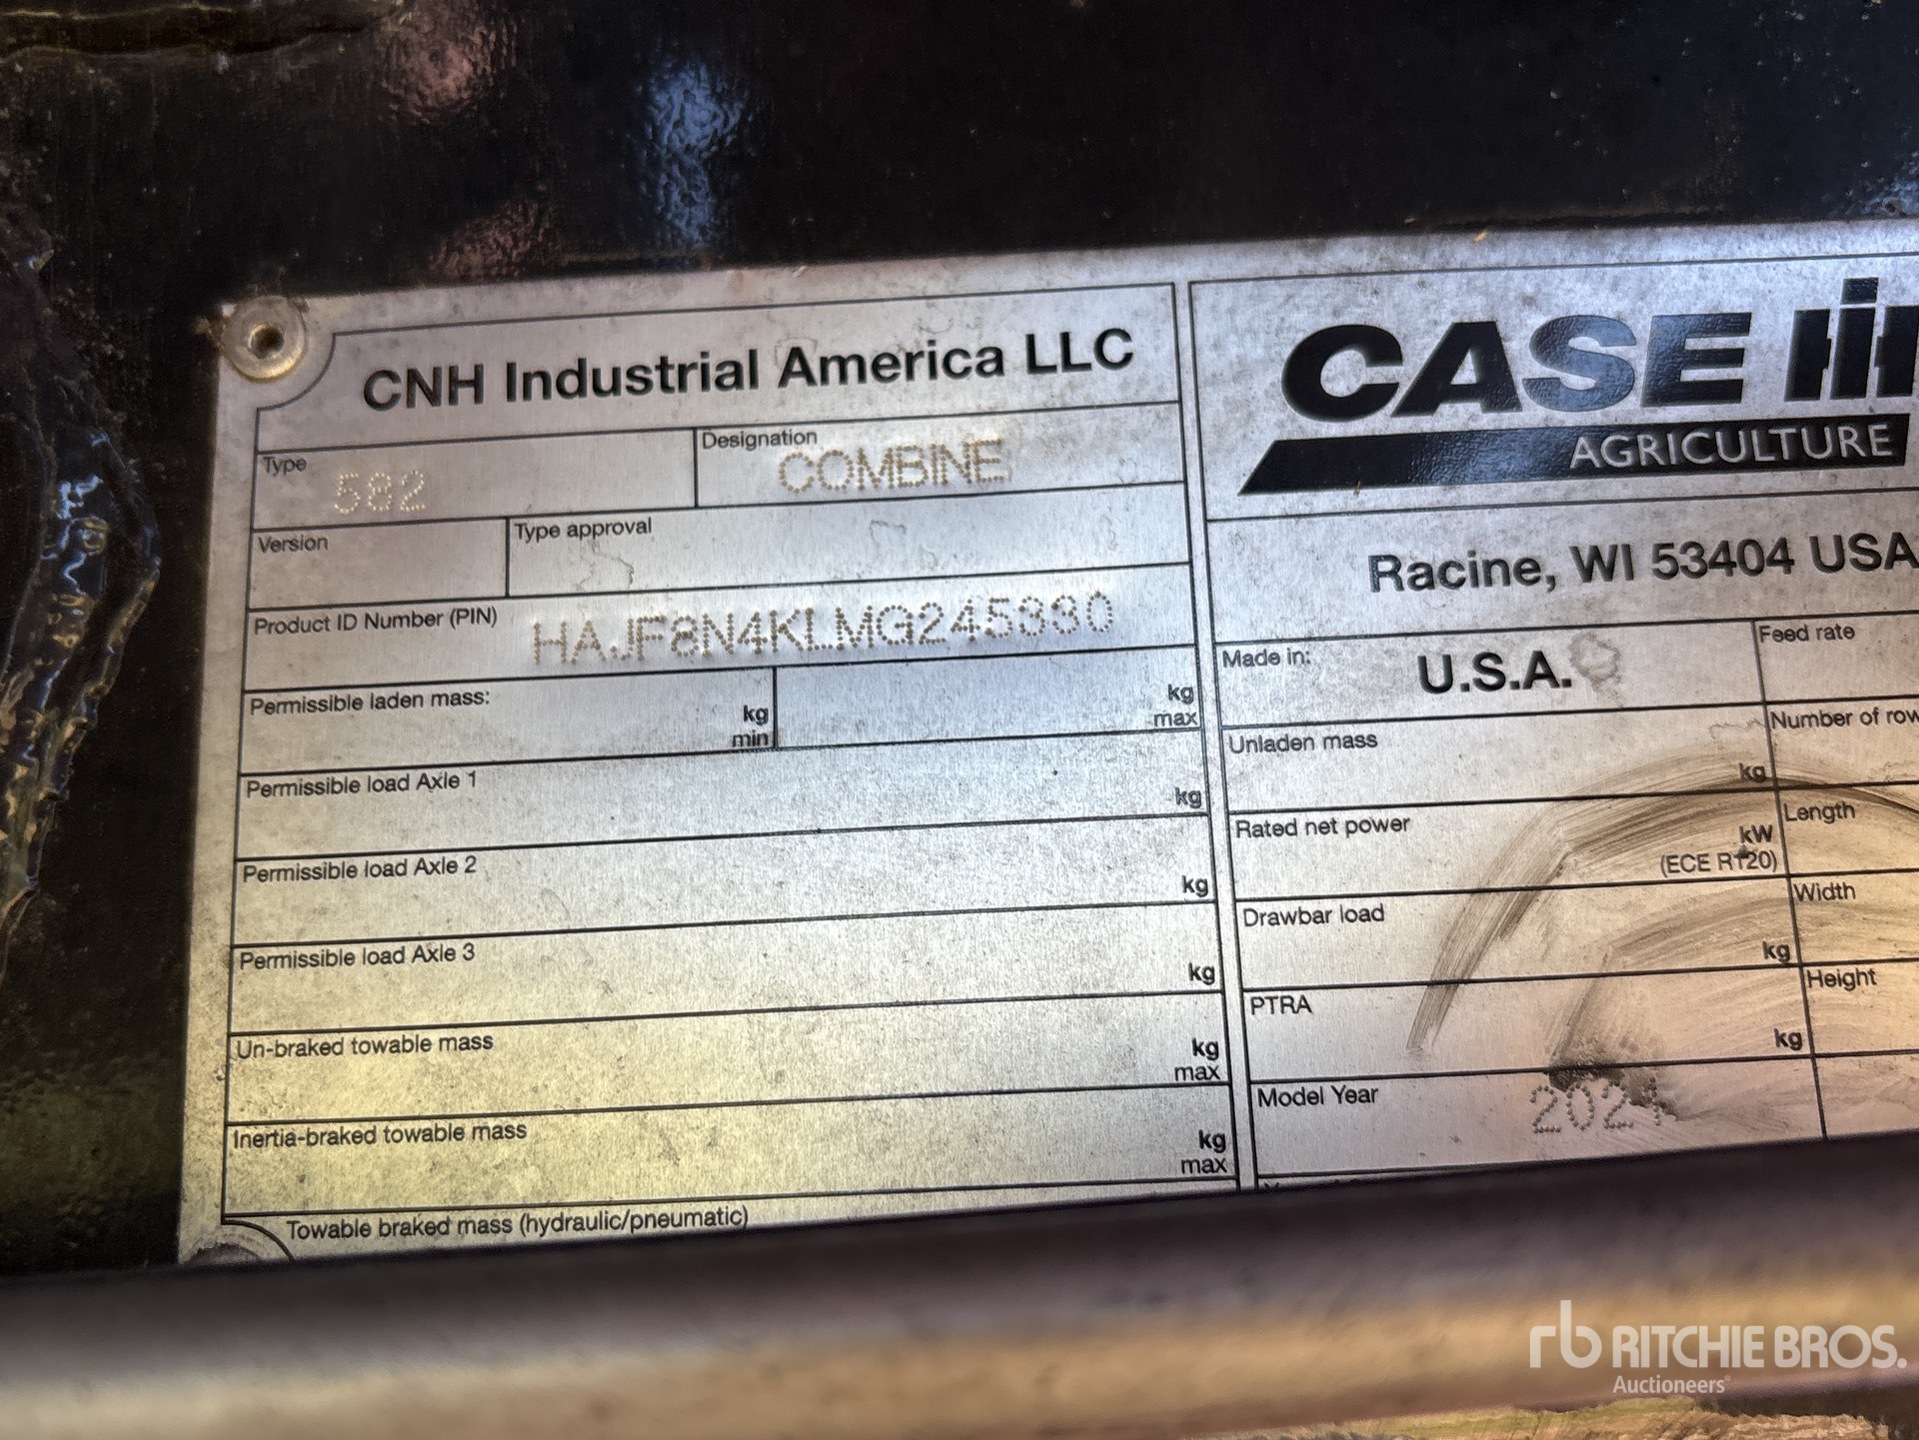 CNH Industrial America LLC
Type 582
Designation COMBINE
Version
Type approval
Product ID Number (PIN) HAJF8N4KLMG245330
Permissible laden mass:
kg
min
kg
max
Permissible load Axle 1
kg
Permissible load Axle 2
kg
Permissible load Axle 3
kg
Un-braked towable mass
kg
max
Inertia-braked towable mass
kg
max
Towable braked mass (hydraulic/pneumatic)
CASE IH
AGRICULTURE
Racine, WI 53404 USA
Made in: U.S.A.
Feed rate
Unladen mass
kg
Number of row
Rated net power
kW
(ECE R120)
Length
Drawbar load
kg
Width
PTRA
kg
Height
Model Year 2021
rb RITCHIE BROS.
Auctioneers